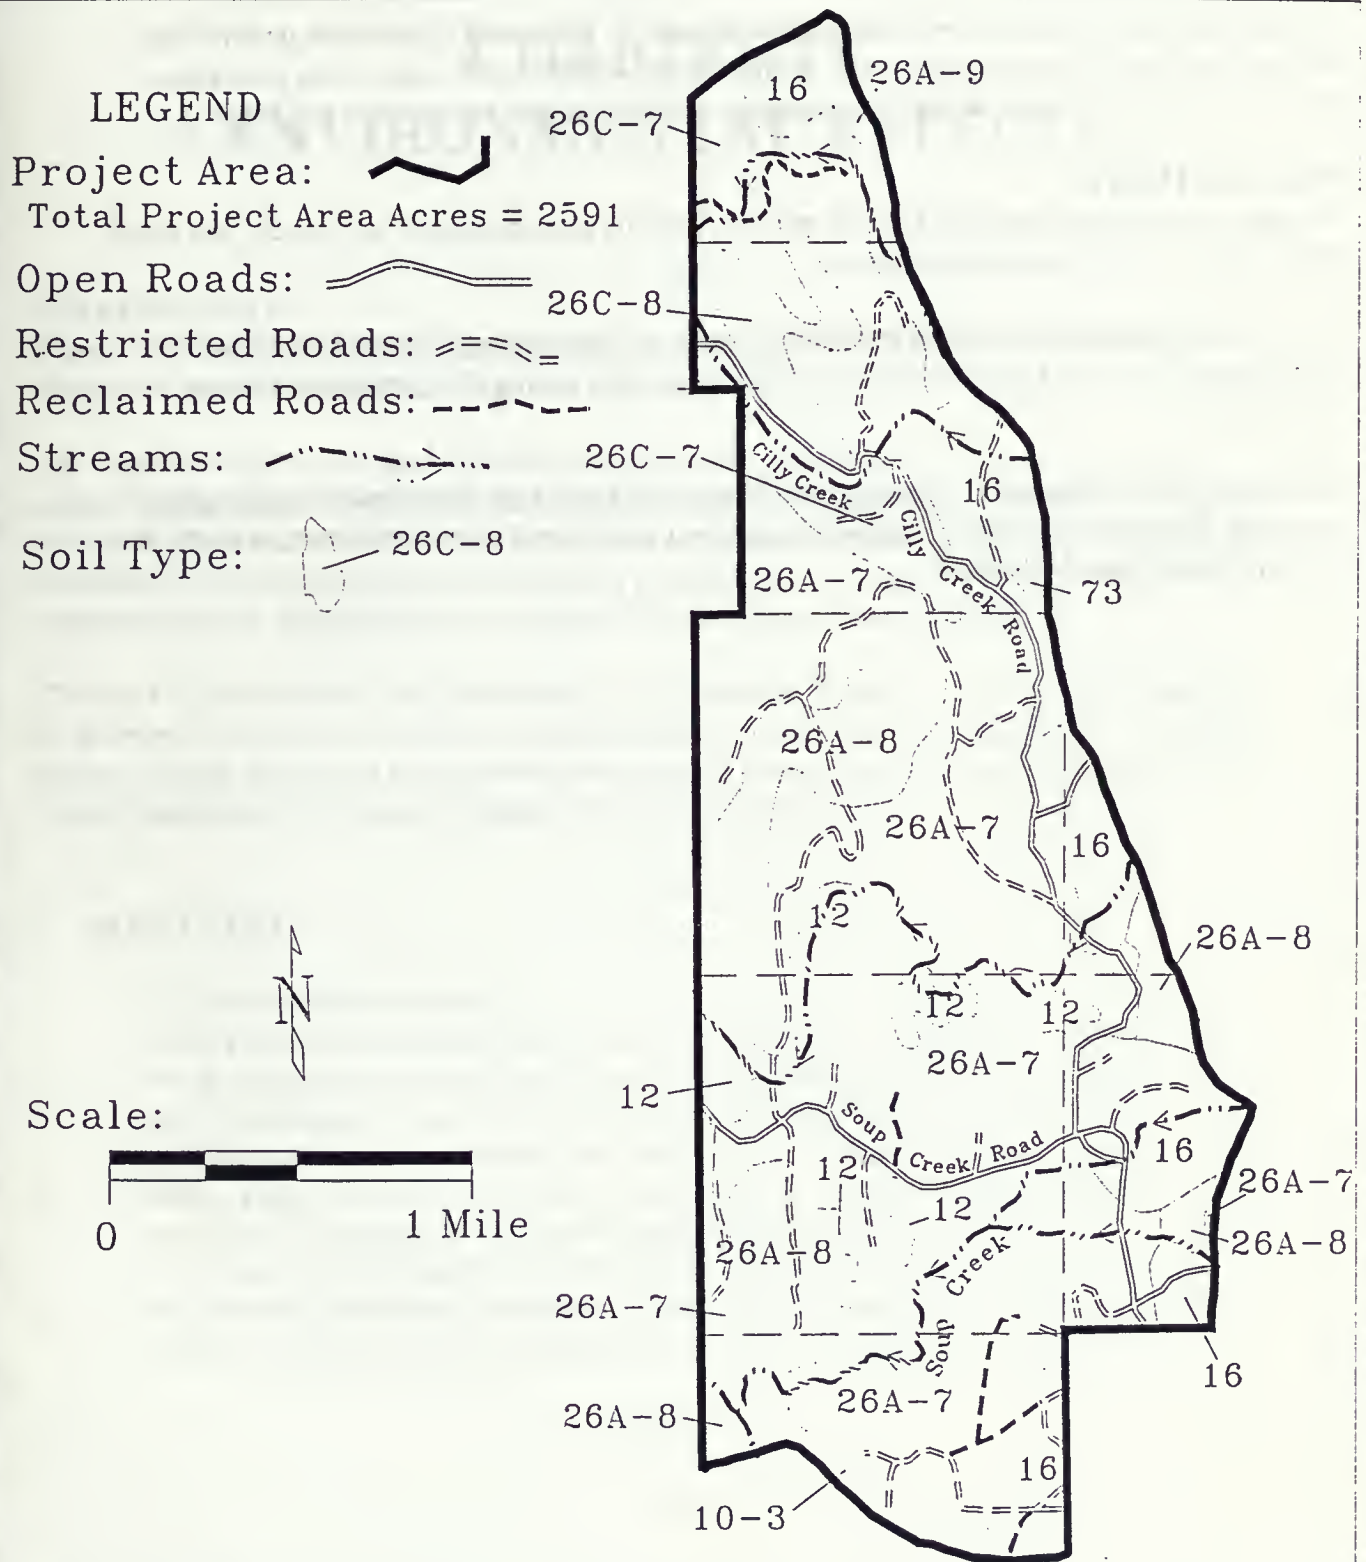 LEGEND
Project Area:
Total Project Area Acres = 2591
Open Roads:
Restricted Roads:
Reclaimed Roads:
Streams:
Soil Type:
26C-8
N
Scale:
0
1 Mile
16
26A-9
26C-7
26C-8
26C-7
Cilly Creek
16
Cilly Creek Road
26A-7
73
26A-8
26A-7
16
12
26A-8
12
12
26A-7
12
Soup Creek Road
16
12
12
26A-7
26A-8
26A-8
Soup Creek
26A-7
16
26A-7
26A-8
16
10-3